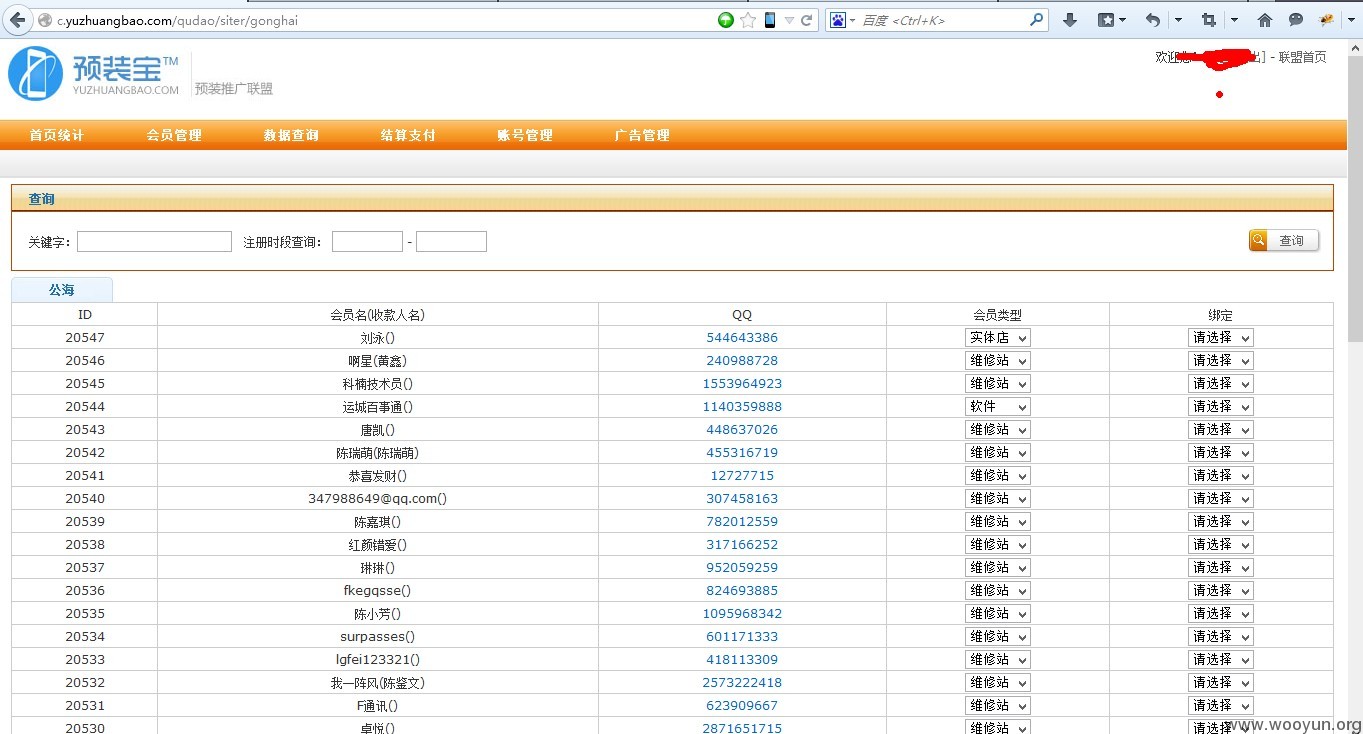 c.yuzhuangbao.com/qudao/siter/gonghai 百度 <Ctrl+K>
预装宝™ YUZHUANGBAO.COM 预装推广联盟
欢迎您 出] - 联盟首页
首页统计 会员管理 数据查询 结算支付 账号管理 广告管理
查询
关键字: 注册时段查询: - 查询
公海
ID 会员名(收款人名) QQ 会员类型 绑定
20547 刘泳() 544643386 实体店 请选择
20546 啊星(黄鑫) 240988728 维修站 请选择
20545 科楠技术员() 1553964923 维修站 请选择
20544 运城百事通() 1140359888 软件 请选择
20543 唐凯() 448637026 维修站 请选择
20542 陈瑞萌(陈瑞萌) 455316719 维修站 请选择
20541 恭喜发财() 12727715 维修站 请选择
20540 347988649@qq.com() 307458163 维修站 请选择
20539 陈嘉琪() 782012559 维修站 请选择
20538 红颜错爱() 317166252 维修站 请选择
20537 琳琳() 952059259 维修站 请选择
20536 fkegqsse() 824693885 维修站 请选择
20535 陈小芳() 1095968342 维修站 请选择
20534 surpasses() 601171333 维修站 请选择
20533 lgfei123321() 418113309 维修站 请选择
20532 我一阵风(陈鉴文) 2573222418 维修站 请选择
20531 F通讯() 623909667 维修站 请选择
20530 卓悦() 2871651715 维修站 请选择
www.wooyun.org